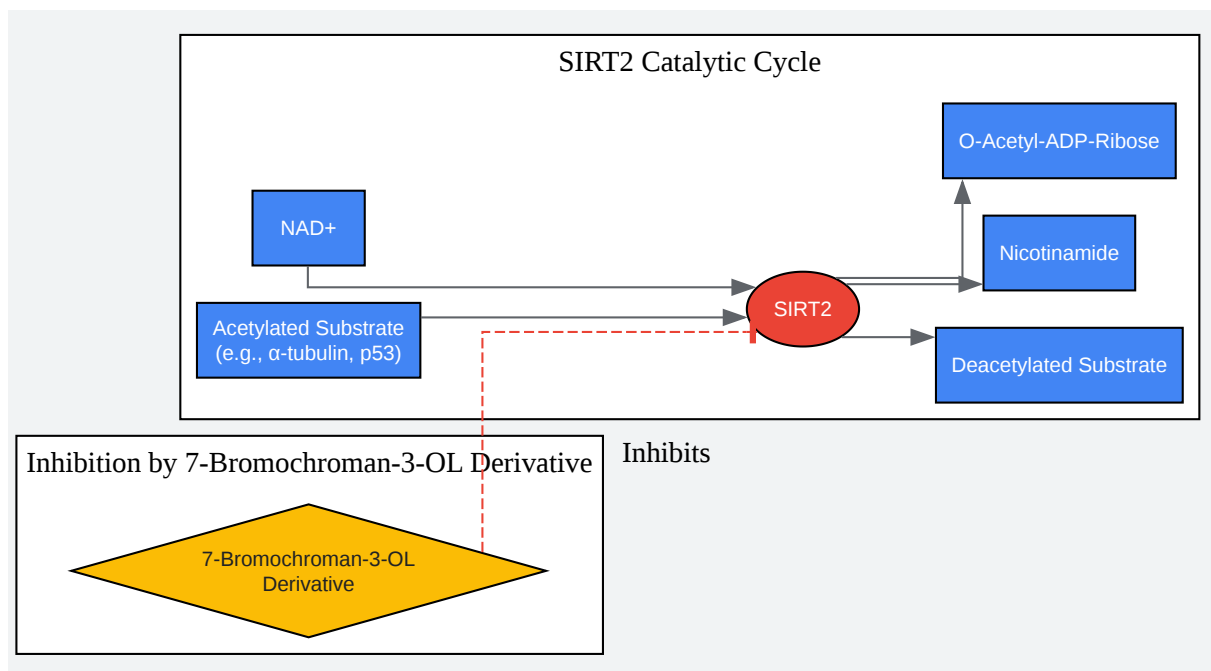 SIRT2 Catalytic Cycle
O-Acetyl-ADP-Ribose
NAD+
Nicotinamide
SIRT2
Acetylated Substrate
(e.g., α-tubulin, p53)
Deacetylated Substrate
Inhibits
Inhibition by 7-Bromochroman-3-OL Derivative
7-Bromochroman-3-OL
Derivative